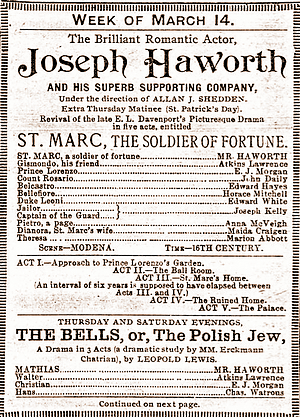 WEEK OF MARCH 14.
The Brilliant Romantic Actor,
Joseph Haworth
AND HIS SUPERB SUPPORTING COMPANY,
Under the direction of ALLAN J. SHEDDEN.
Extra Thursday Matinee (St. Patrick's Day).
Revival of the late E. L. Davenport's Picturesque Drama
in five acts, entitled
ST. MARC, THE SOLDIER OF FORTUNE.
ST. MARC, a soldier of fortune....................MR. HAWORTH
Gismondo, his friend....................Atkins Lawrence
Prince Lorenzo....................E. J. Morgan
Count Rosario....................John Daily
Belcastro....................Edward Hayes
Bellefiore....................Horace Mitchell
Duke Leoni....................Edward White
Jailor....................
Captain of the Guard..... } ....................Joseph Kelly
Pietro, a page....................Anna McVeigh
Dianora, St. Marc's wife....................Maida Craigen
Theresa....................Marion Abbott
SCENE—MODENA. TIME—16TH CENTURY.
ACT I.—Approach to Prince Lorenzo's Garden.
ACT II.—The Ball Room.
ACT III.—St. Marc's Home.
(An interval of six years is supposed to have elapsed between
Acts III. and IV.)
ACT IV.—The Ruined Home.
ACT V.—The Palace.
THURSDAY AND SATURDAY EVENINGS,
THE BELLS, or, The Polish Jew,
A Drama in 3 Acts (a dramatic study by MM. Erckmann
Chatrian), by LEOPOLD LEWIS.
MATHIAS....................MR. HAWORTH
Walter....................Atkins Lawrence
Christian....................E. J. Morgan
Hans....................Chas. Watrons
Continued on next page.